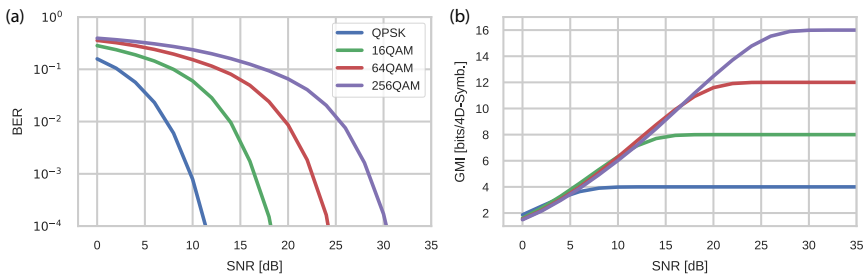 (a)
10⁰
10⁻¹
10⁻²
10⁻³
10⁻⁴
BER
0 5 10 15 20 25 30 35
SNR [dB]
QPSK
16QAM
64QAM
256QAM
(b)
16
14
12
10
8
6
4
2
GMI [bits/4D-Symb.]
0 5 10 15 20 25 30 35
SNR [dB]